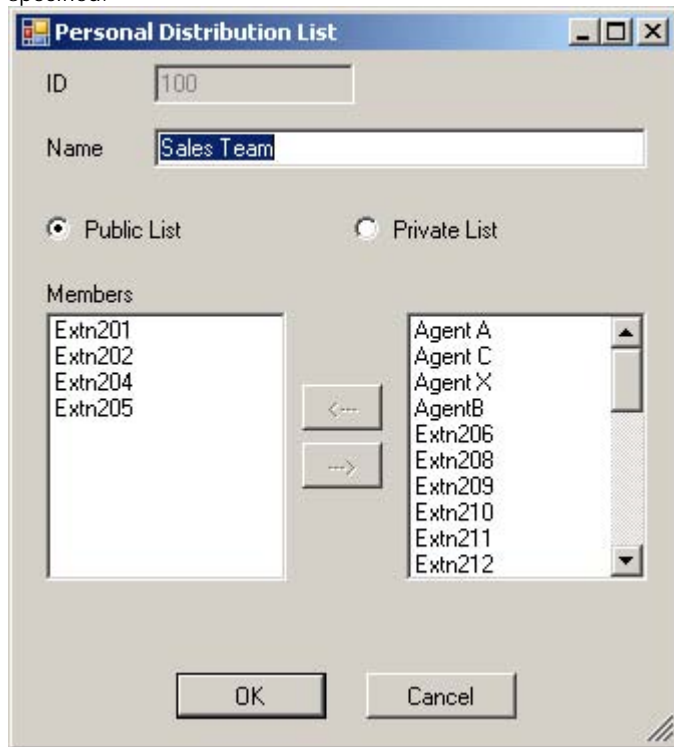 specified.
Personal Distribution List
ID 100
Name Sales Team
Public List Private List
Members
Extn201
Extn202
Extn204
Extn205
<---
--->
Agent A
Agent C
Agent X
AgentB
Extn206
Extn208
Extn209
Extn210
Extn211
Extn212
OK Cancel